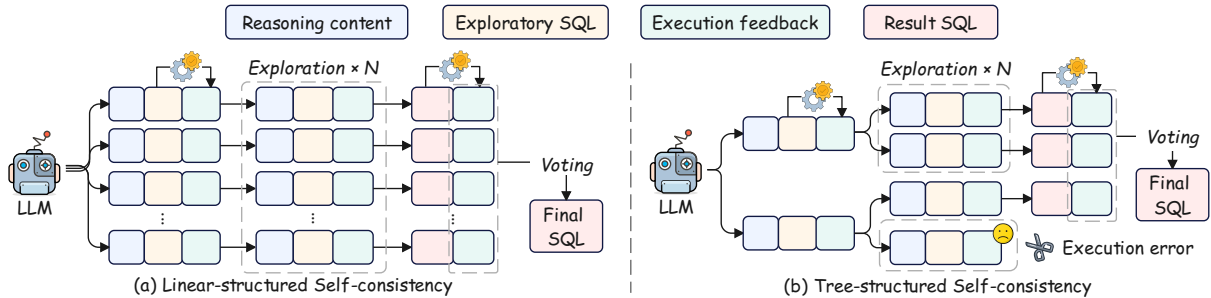 Reasoning content
Exploratory SQL
Execution feedback
Result SQL
Exploration × N
LLM
Voting
Final
SQL
(a) Linear-structured Self-consistency
Exploration × N
LLM
Voting
Final
SQL
Execution error
(b) Tree-structured Self-consistency